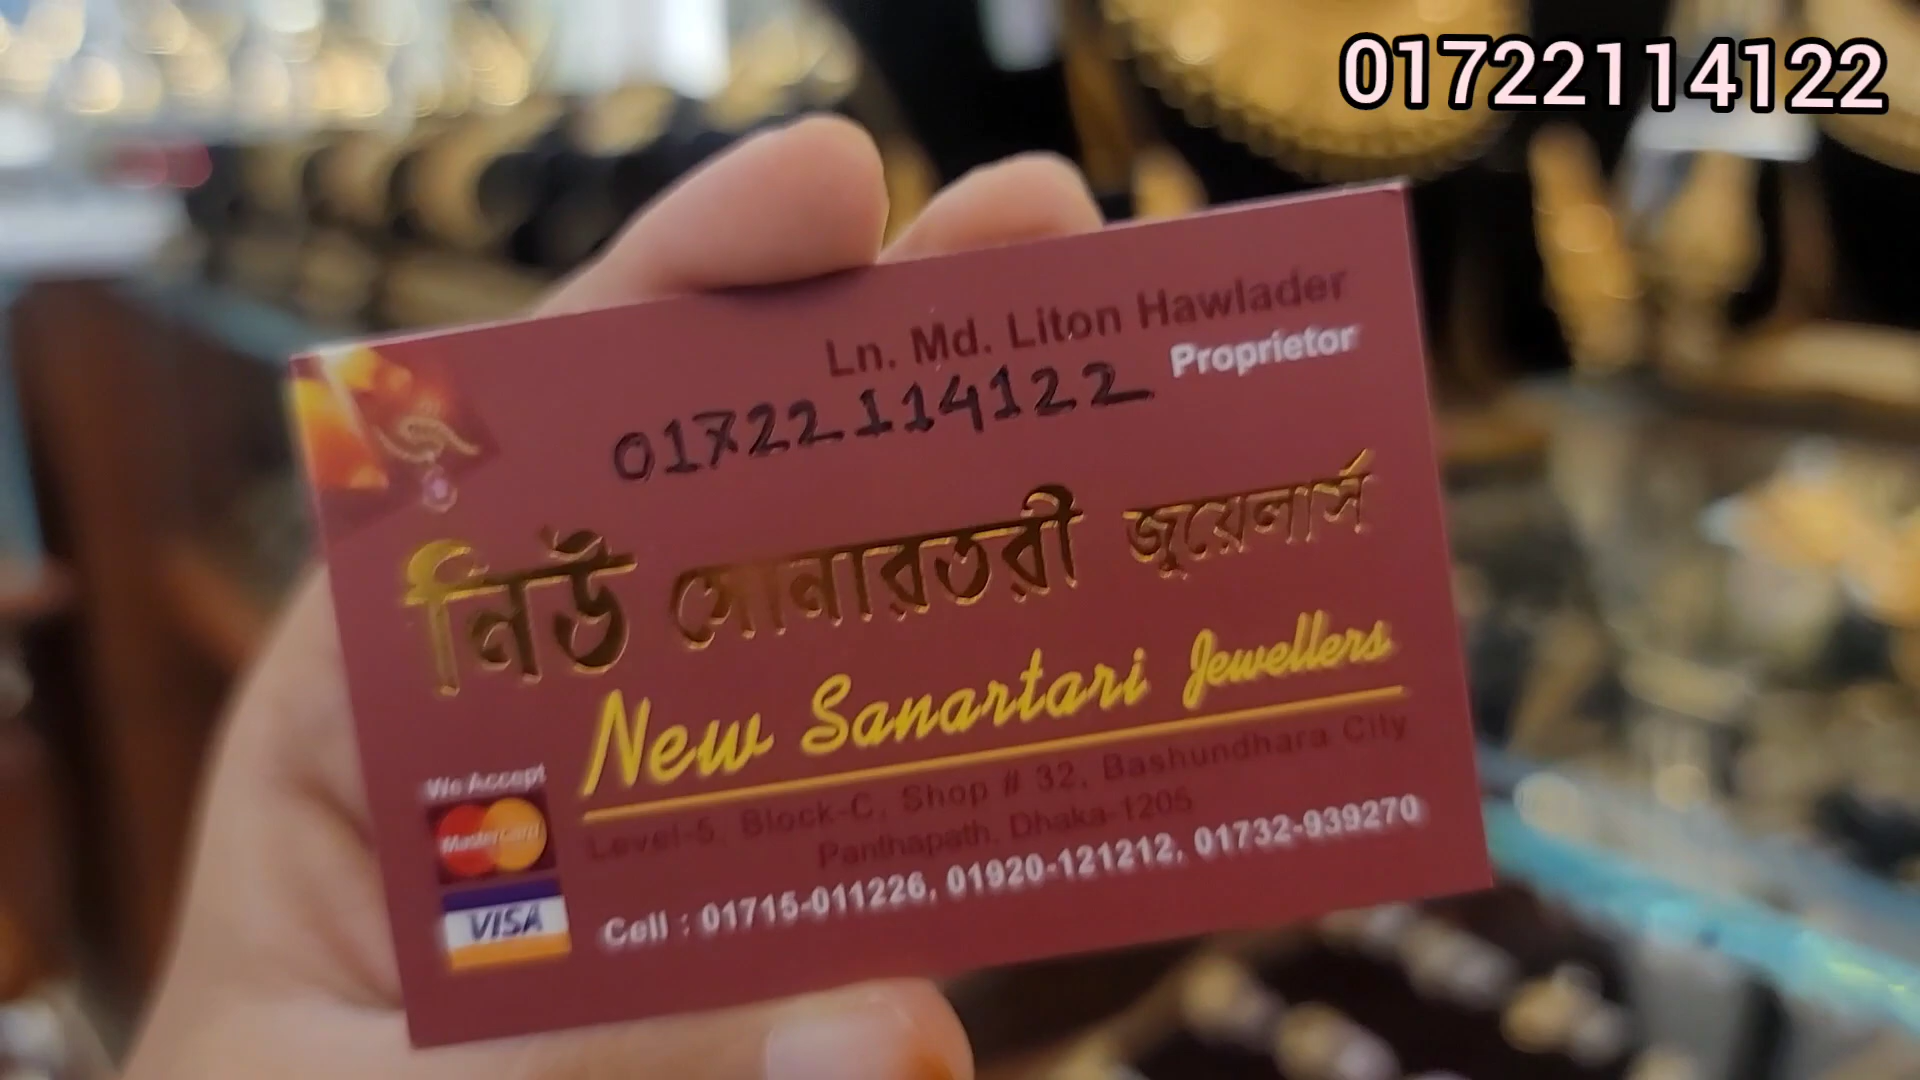 01722114122
Ln. Md. Liton Hawlader
Proprietor
01722114122
নিউ সোনারতরী জুয়েলার্স
New Sanartari Jewellers
We Accept
MasterCard
VISA
Level-5, Block-C, Shop # 32, Bashundhara City
Panthapath, Dhaka-1205
Cell : 01715-011226, 01920-121212, 01732-939270